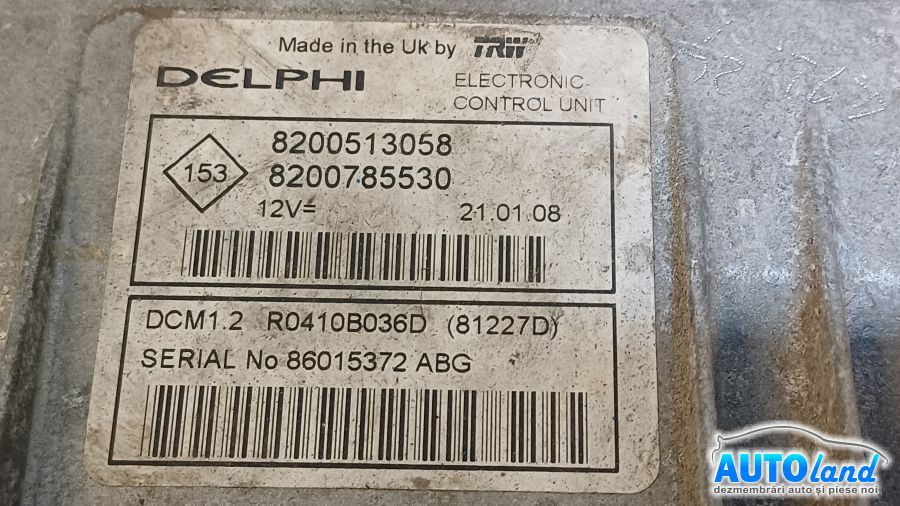 Made in the Uk by TRW
DELPHI
ELECTRONIC
CONTROL UNIT
153
8200513058
8200785530
12V=
21.01.08
DCM1.2 R0410B036D (81227D)
SERIAL No 86015372 ABG
AUTOland
dezmembrări auto și piese noi